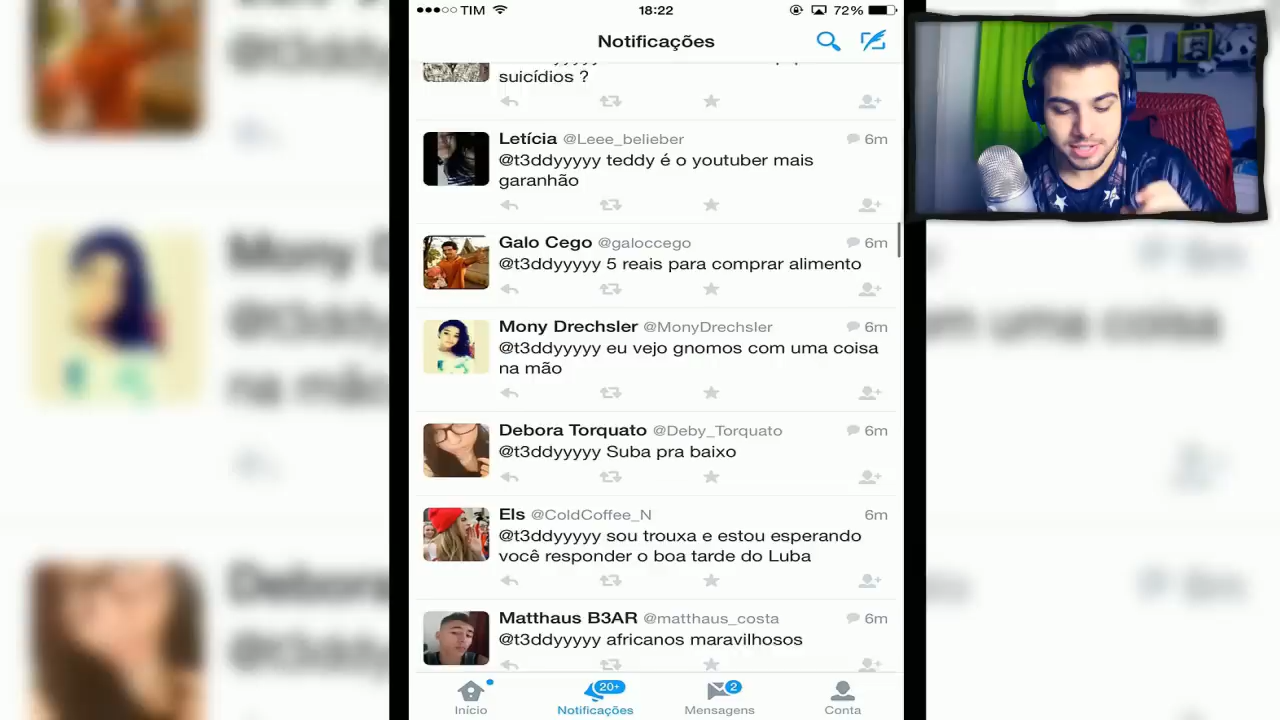 TIM 18:22 72%
Notificações
suicídios ?
Letícia @Leee_belieber 6m
@t3ddyyyyy teddy é o youtuber mais
garanhão
Galo Cego @galoccego 6m
@t3ddyyyyy 5 reais para comprar alimento
Mony Drechsler @MonyDrechsler 6m
@t3ddyyyyy eu vejo gnomos com uma coisa
na mão
Debora Torquato @Deby_Torquato 6m
@t3ddyyyyy Suba pra baixo
Els @ColdCoffee_N 6m
@t3ddyyyyy sou trouxa e estou esperando
você responder o boa tarde do Luba
Matthaus B3AR @matthaus_costa 6m
@t3ddyyyyy africanos maravilhosos
20+ 2
Início Notificações Mensagens Conta